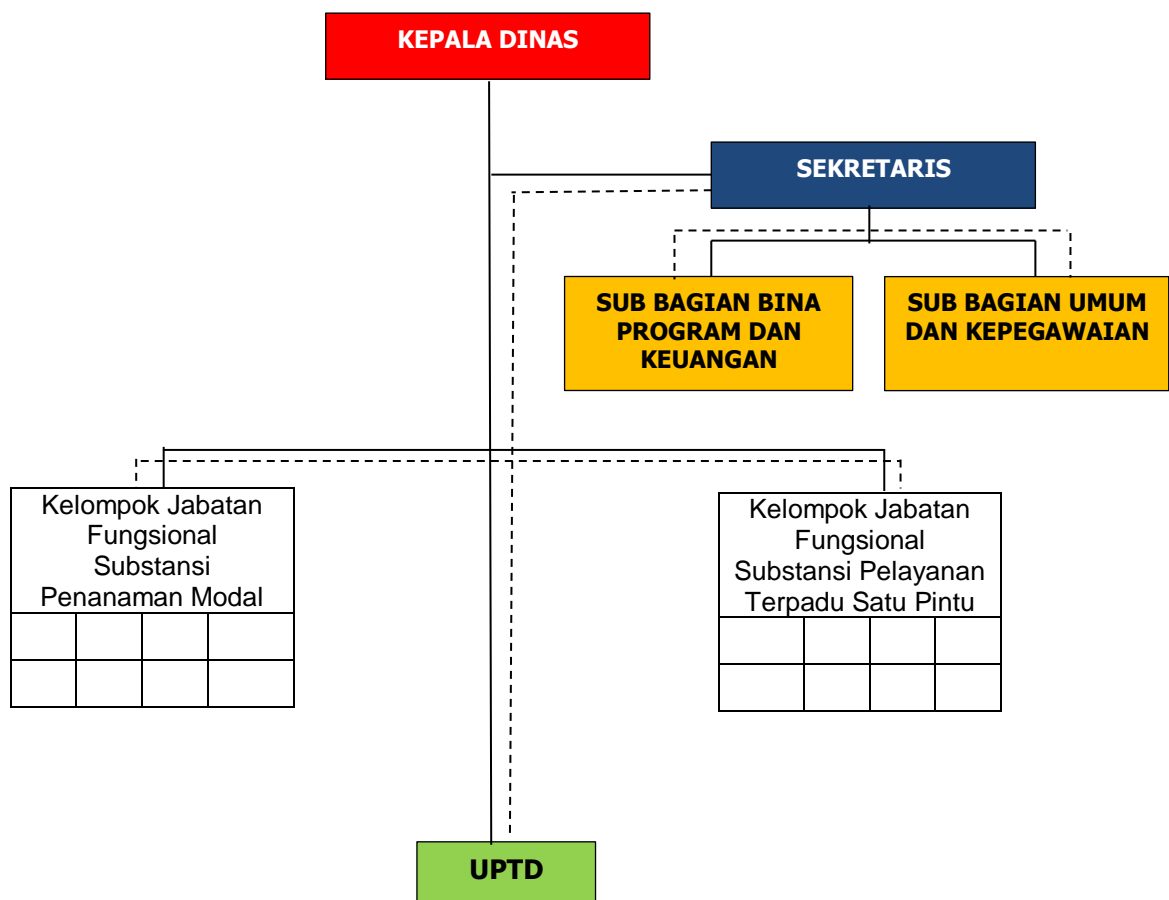 KEPALA DINAS
SEKRETARIS
SUB BAGIAN BINA
PROGRAM DAN
KEUANGAN
SUB BAGIAN UMUM
DAN KEPEGAWAIAN
Kelompok Jabatan
Fungsional
Substansi
Penanaman Modal
Kelompok Jabatan
Fungsional
Substansi Pelayanan
Terpadu Satu Pintu
UPTD